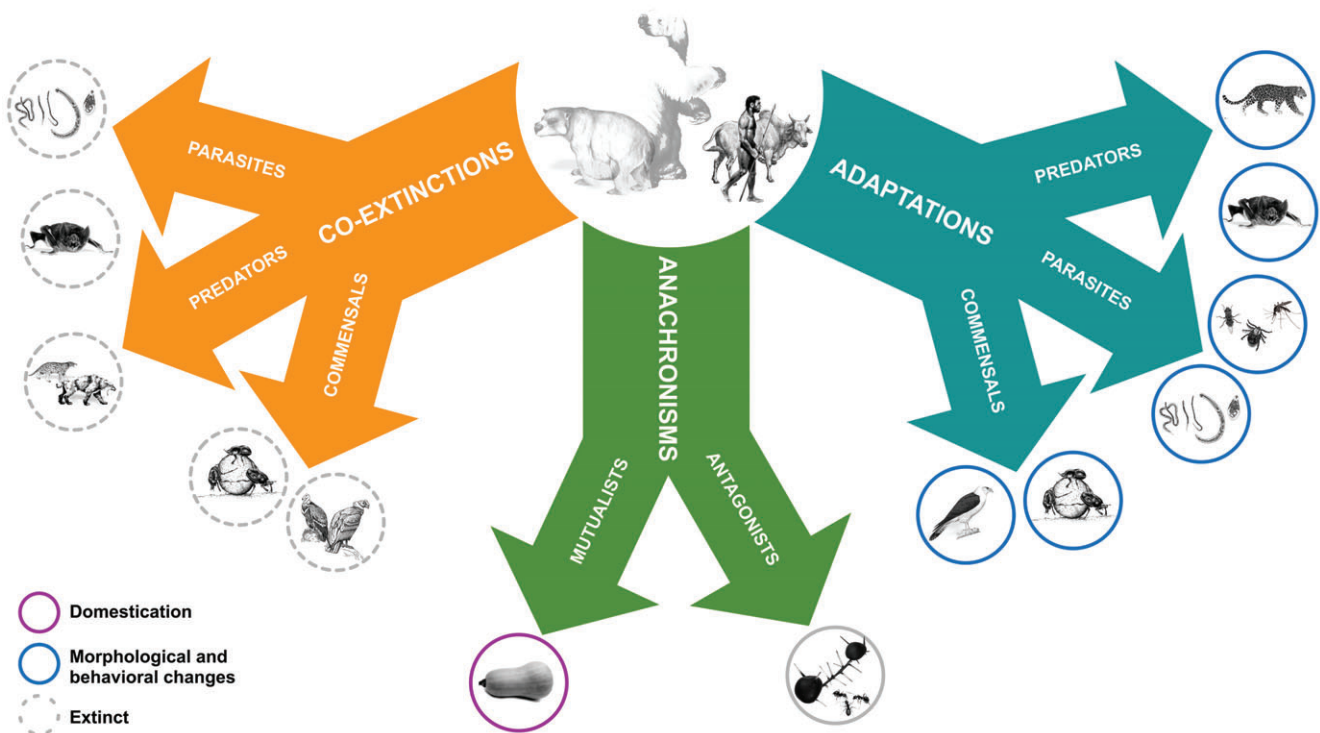 CO-EXTINCTIONS
PARASITES
PREDATORS
COMMENSALS
ANACHRONISMS
MUTUALISTS
ANTAGONISTS
ADAPTATIONS
PREDATORS
PARASITES
COMMENSALS
Domestication
Morphological and
behavioral changes
Extinct